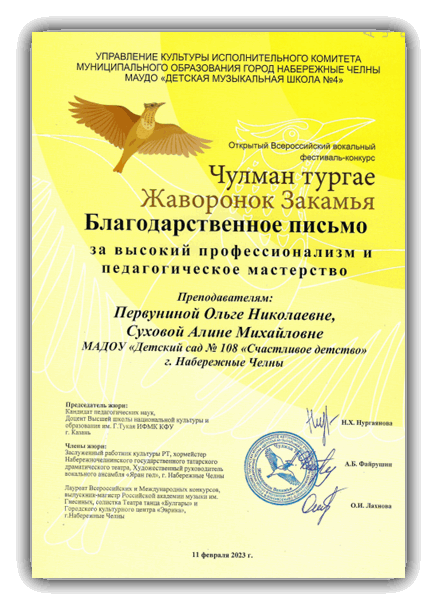 УПРАВЛЕНИЕ КУЛЬТУРЫ ИСПОЛНИТЕЛЬНОГО КОМИТЕТА
МУНИЦИПАЛЬНОГО ОБРАЗОВАНИЯ ГОРОД НАБЕРЕЖНЫЕ ЧЕЛНЫ
МАУДО «ДЕТСКАЯ МУЗЫКАЛЬНАЯ ШКОЛА №4»
Открытый Всероссийский вокальный
фестиваль-конкурс
Чулман тургае
Жаворонок Закамья
Благодарственное письмо
за высокий профессионализм и
педагогическое мастерство
Преподавателям:
Первуниной Ольге Николаевне,
Суховой Алине Михайловне
МАДОУ «Детский сад № 108 «Счастливое детство»
г. Набережные Челны
Председатель жюри:
Кандидат педагогических наук,
Доцент Высшей школы национальной культуры и
образования им. Г.Тукая ИФМК КФУ
г. Казань
Н.Х. Нургаянова
Члены жюри:
Заслуженный работник культуры РТ, хормейстер
Набережночелнинского государственного татарского
драматического театра, Художественный руководитель
вокального ансамбля «Яран гөл», г. Набережные Челны
А.Б. Файрушин
Лауреат Всероссийских и Международных конкурсов,
выпускник-магистр Российской академии музыки им.
Гнесиных, солистка Театра танца «Булгары» и
Городского культурного центра «Эврика»,
г.Набережные Челны
О.И. Лахнова
11 февраля 2023 г.